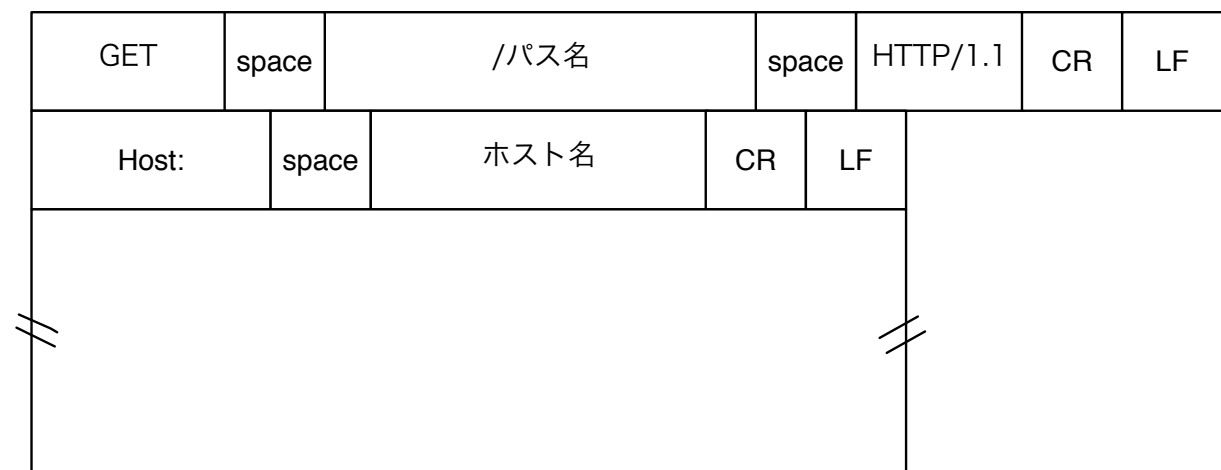 GET space /パス名 space HTTP/1.1 CR LF
Host: space ホスト名 CR LF